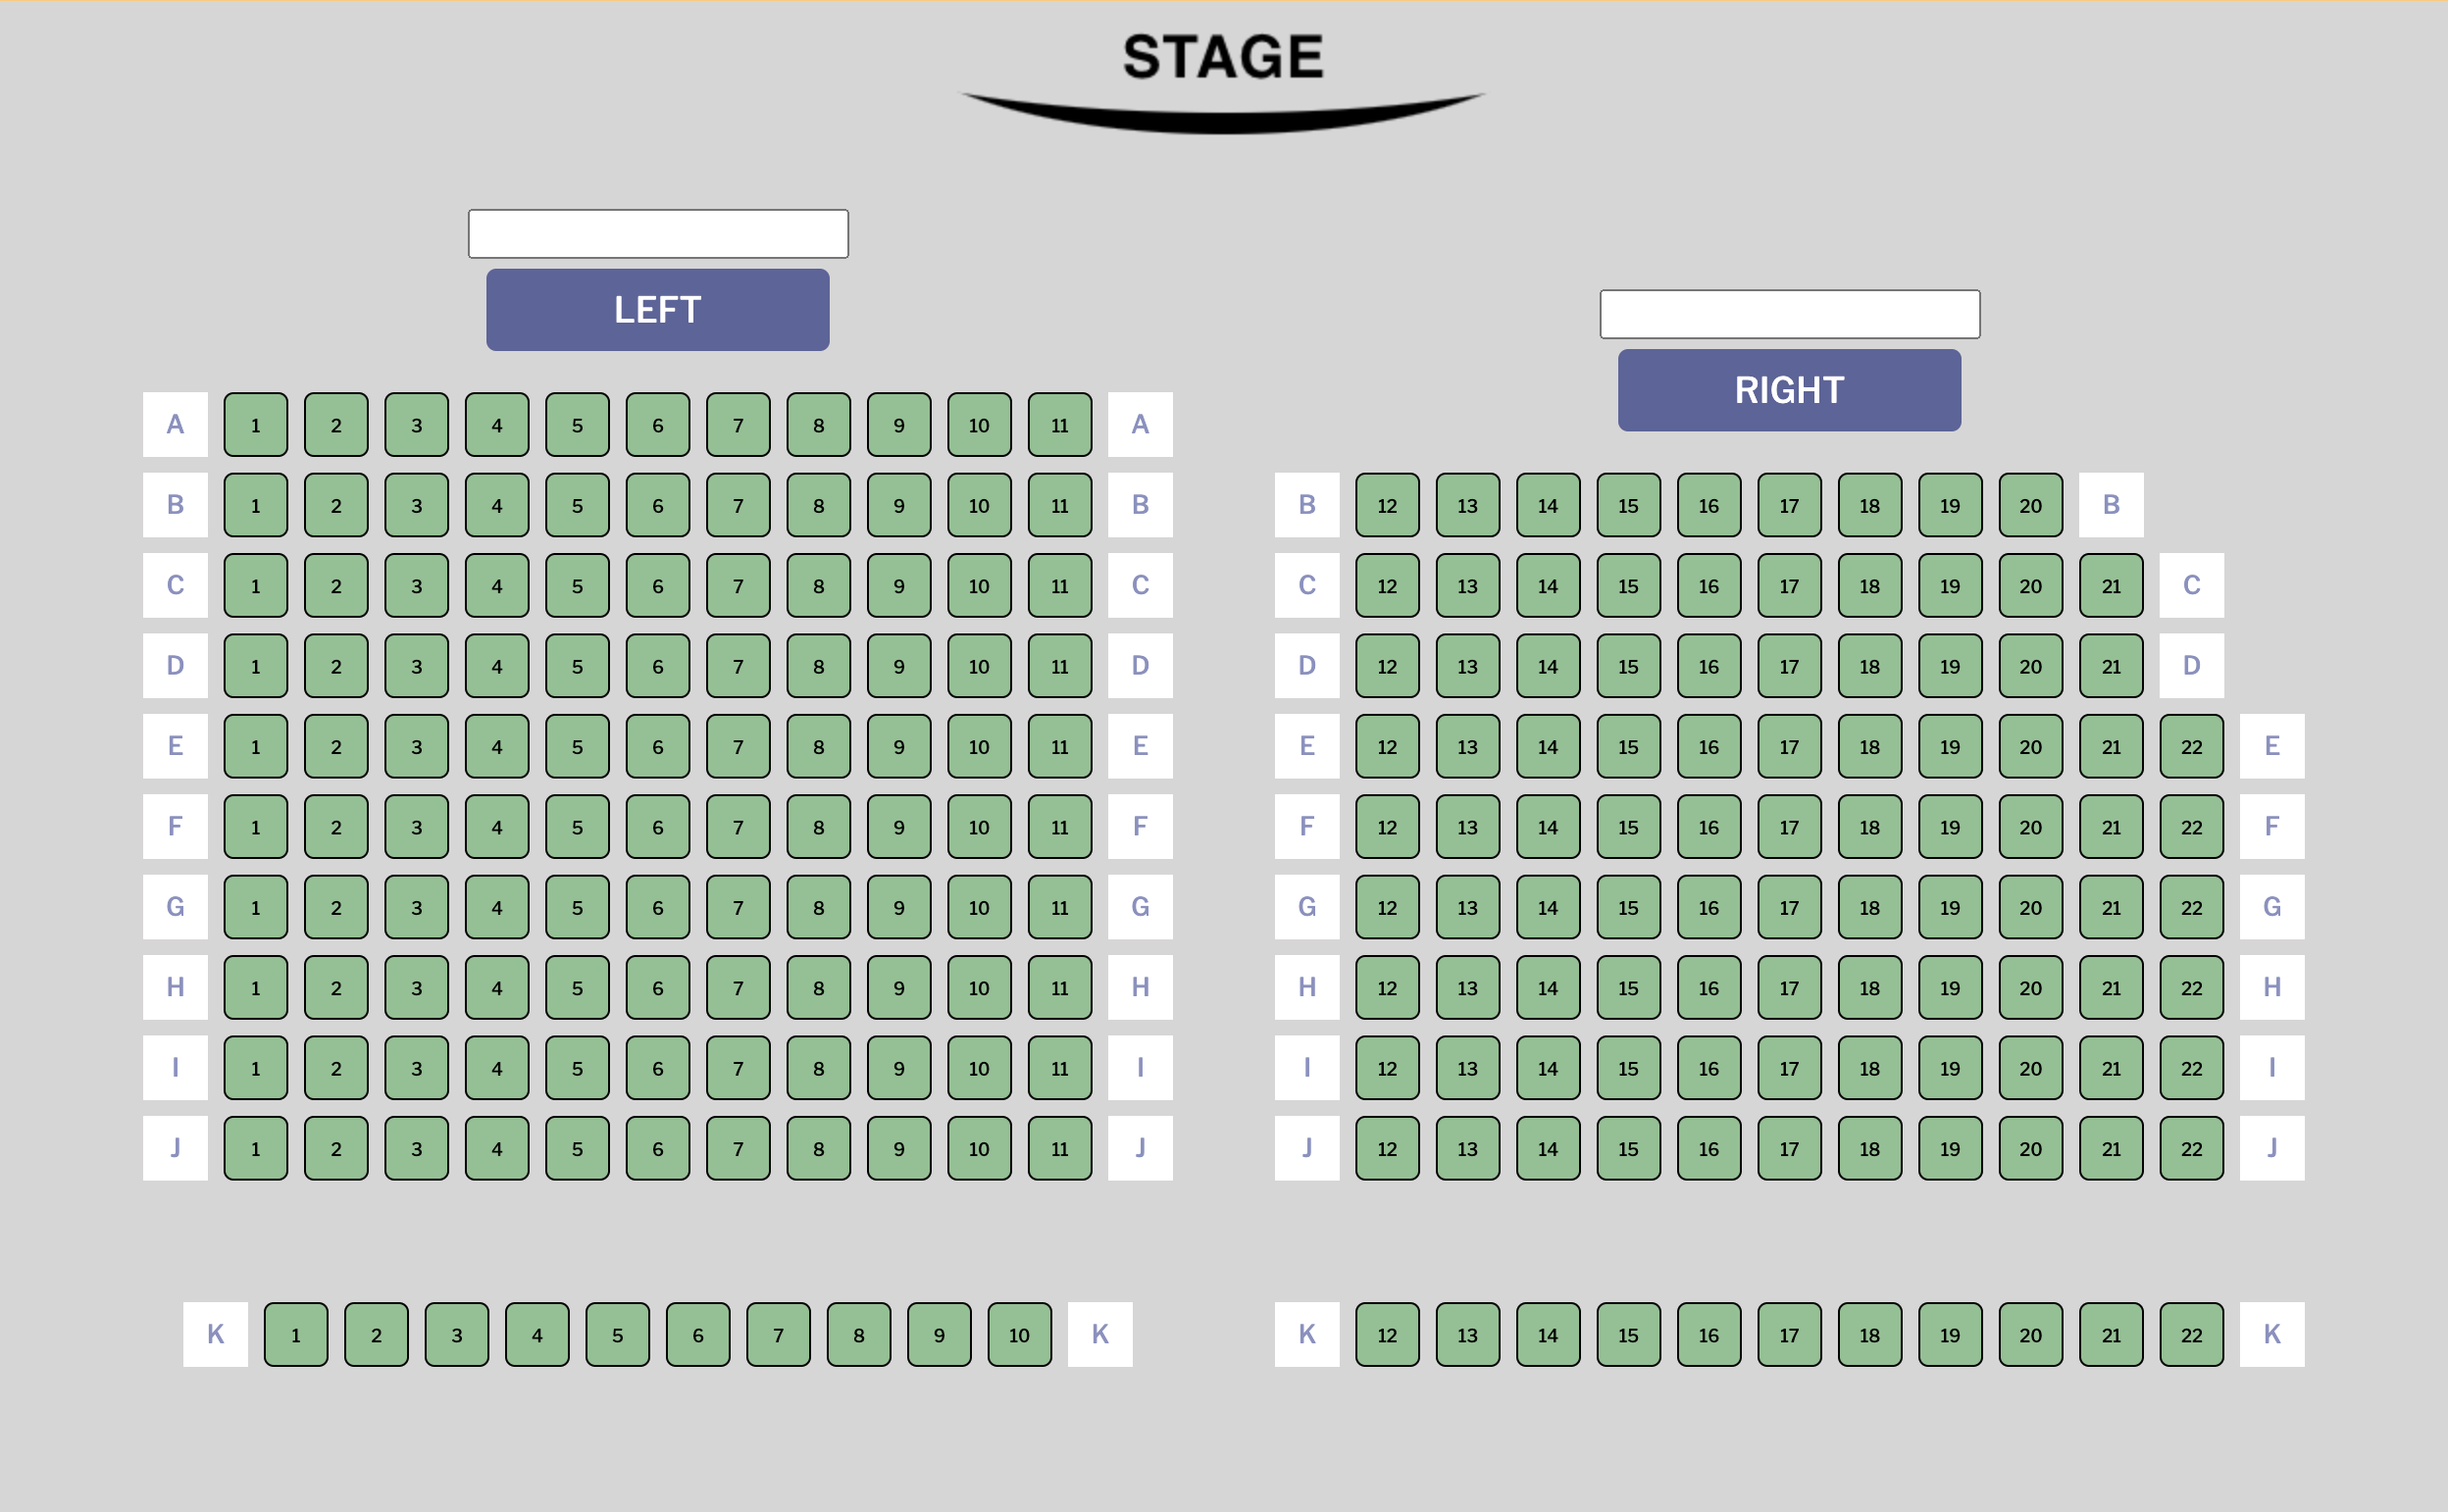 STAGE
LEFT
RIGHT
A 1 2 3 4 5 6 7 8 9 10 11 A
B 1 2 3 4 5 6 7 8 9 10 11 B B 12 13 14 15 16 17 18 19 20 B
C 1 2 3 4 5 6 7 8 9 10 11 C C 12 13 14 15 16 17 18 19 20 21 C
D 1 2 3 4 5 6 7 8 9 10 11 D D 12 13 14 15 16 17 18 19 20 21 D
E 1 2 3 4 5 6 7 8 9 10 11 E E 12 13 14 15 16 17 18 19 20 21 22 E
F 1 2 3 4 5 6 7 8 9 10 11 F F 12 13 14 15 16 17 18 19 20 21 22 F
G 1 2 3 4 5 6 7 8 9 10 11 G G 12 13 14 15 16 17 18 19 20 21 22 G
H 1 2 3 4 5 6 7 8 9 10 11 H H 12 13 14 15 16 17 18 19 20 21 22 H
I 1 2 3 4 5 6 7 8 9 10 11 I I 12 13 14 15 16 17 18 19 20 21 22 I
J 1 2 3 4 5 6 7 8 9 10 11 J J 12 13 14 15 16 17 18 19 20 21 22 J
K 1 2 3 4 5 6 7 8 9 10 K K 12 13 14 15 16 17 18 19 20 21 22 K